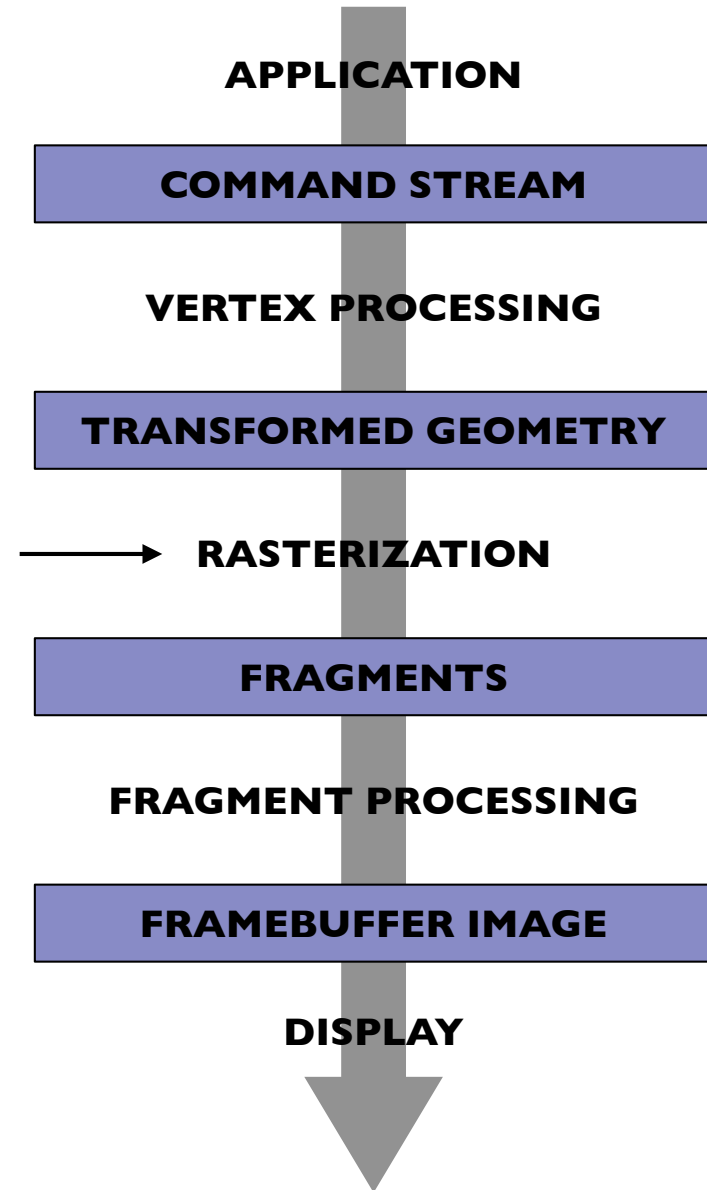 APPLICATION
COMMAND STREAM
VERTEX PROCESSING
TRANSFORMED GEOMETRY
RASTERIZATION
FRAGMENTS
FRAGMENT PROCESSING
FRAMEBUFFER IMAGE
DISPLAY